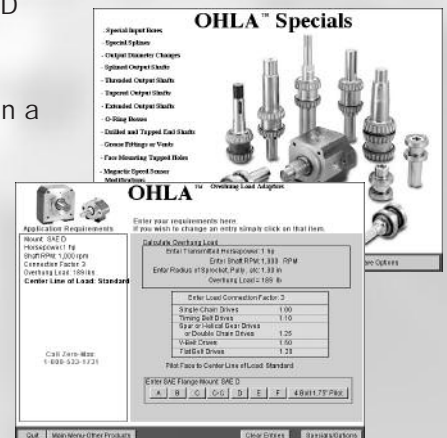 D
n a
OHLA™ Specials
- Special Input Bores
- Special Splines
- Output Diameter Changes
- Splined Output Shafts
- Threaded Output Shafts
- Tapered Output Shafts
- Extended Output Shafts
- O-Ring Bosses
- Drilled and Tapped End Shafts
- Grease Fittings or Vents
- Face Mounting Tapped Holes
- Magnetic Speed Sensor
Modifications
Options
OHLA™ Overhung Load Adaptors
Application Requirements
Mount: SAE D
Horsepower: 1 hp
Shaft RPM: 1,000 rpm
Connection Factor: 3
Overhung Load: 189 lbs
Center Line of Load: Standard
Call Zero-Max
1-800-533-1731
Enter your requirements here.
If you wish to change an entry simply click on that item.
Calculate Overhung Load
Enter Transmitted Horsepower: 1 hp
Enter Shaft RPM: 1,000 RPM
Enter Radius of Sprocket, Pully, etc: 1.00 in
Overhung Load = 189 lb
Enter Load Connection Factor: 3
Single-Chain Drives 1.00
Timing Belt Drives 1.10
Spur or Helical Gear Drives
or Double Chain Drives 1.25
V-Belt Drives 1.50
Flat Belt Drives
Pilot Face to Center Line of Load: Standard
Enter SAE Flange Mount: SAE D
A B C C-C D E F 4 Bolt 1.75" Pilot
Quit Main Menu-Other Products Clear Entries Specials/Options